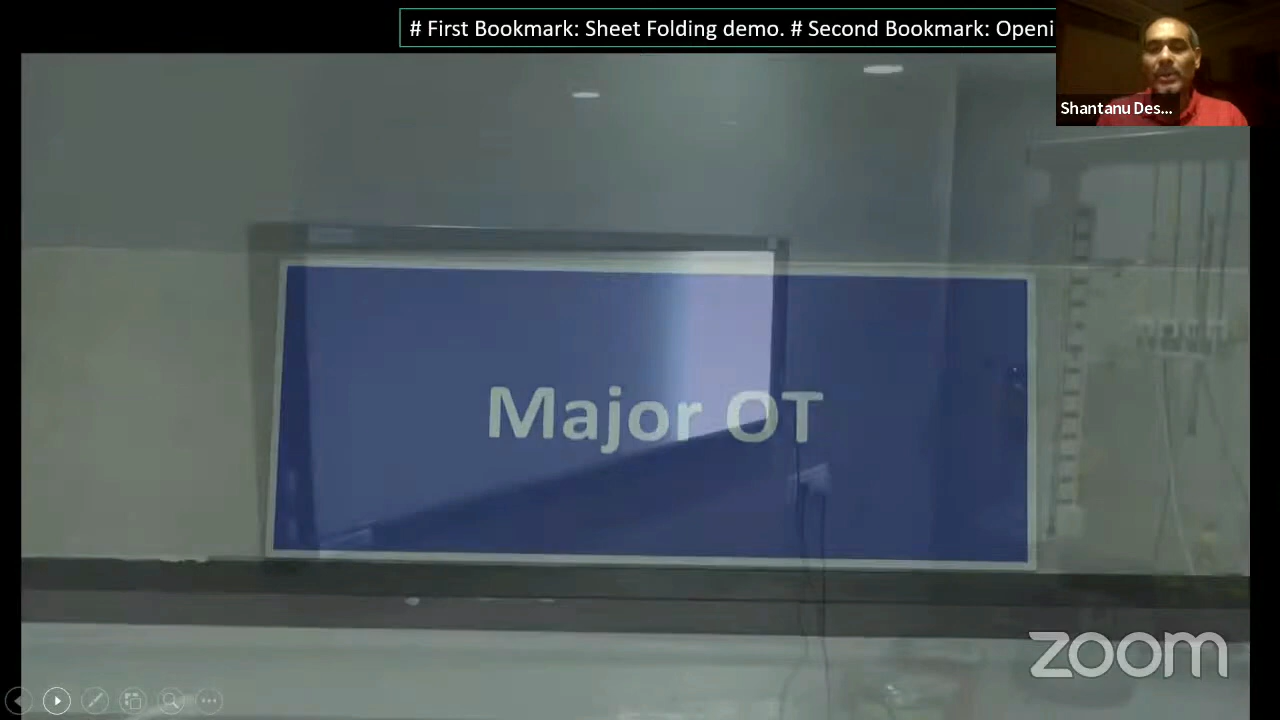 # First Bookmark: Sheet Folding demo. # Second Bookmark: Openi
Shantanu Des...
Major OT
zoom